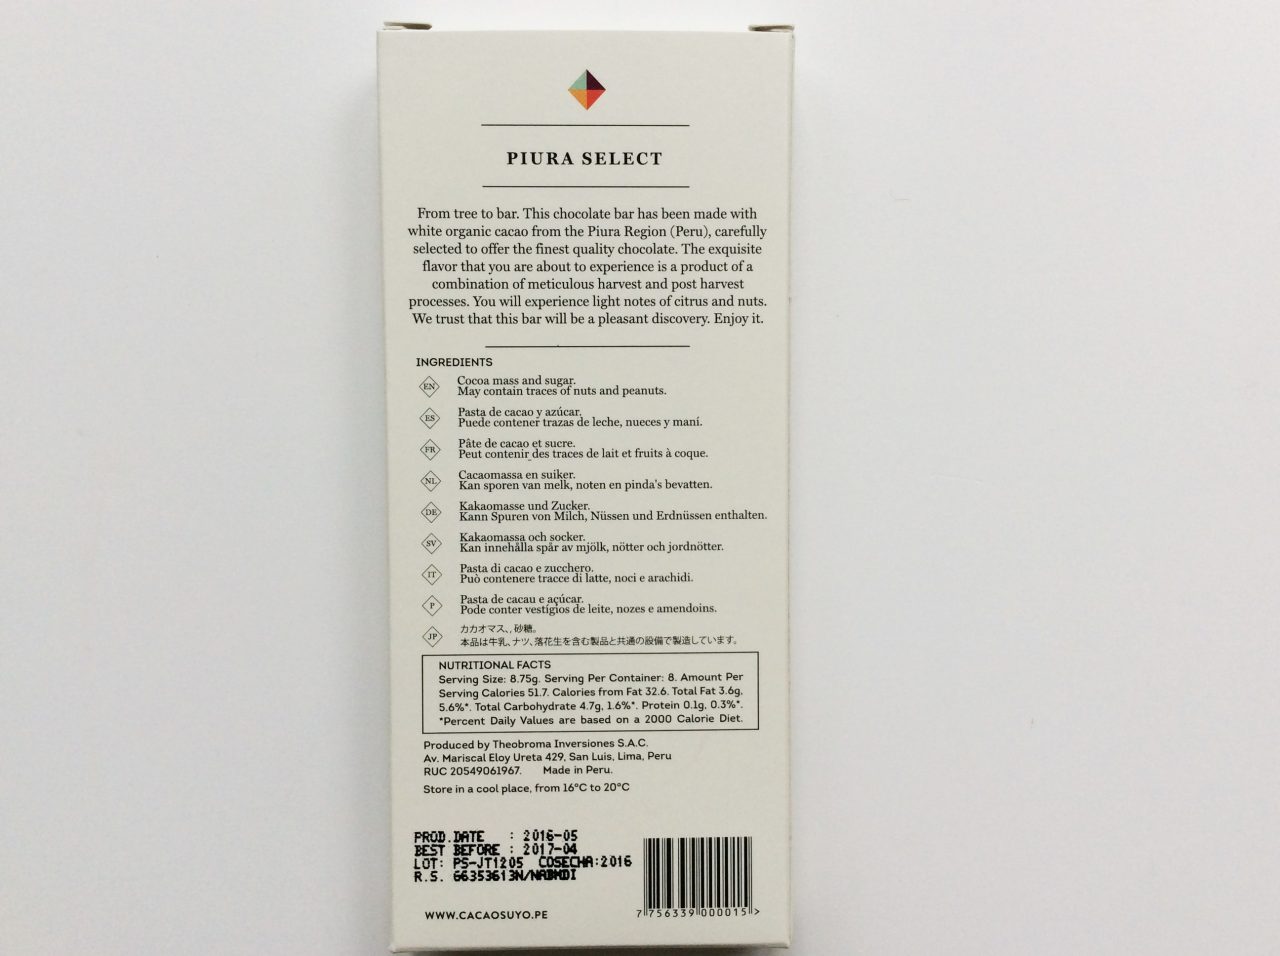 PIURA SELECT
From tree to bar. This chocolate bar has been made with
white organic cacao from the Piura Region (Peru), carefully
selected to offer the finest quality chocolate. The exquisite
flavor that you are about to experience is a product of a
combination of meticulous harvest and post harvest
processes. You will experience light notes of citrus and nuts.
We trust that this bar will be a pleasant discovery. Enjoy it.
INGREDIENTS
EN Cocoa mass and sugar.
May contain traces of nuts and peanuts.
ES Pasta de cacao y azúcar.
Puede contener trazas de leche, nueces y maní.
FR Pâte de cacao et sucre.
Peut contenir des traces de lait et fruits à coque.
NL Cacaomassa en suiker.
Kan sporen van melk, noten en pinda's bevatten.
DE Kakaomasse und Zucker.
Kann Spuren von Milch, Nüssen und Erdnüssen enthalten.
SV Kakaomassa och socker.
Kan innehålla spår av mjölk, nötter och jordnötter.
IT Pasta di cacao e zucchero.
Può contenere tracce di latte, noci e arachidi.
P Pasta de cacau e açúcar.
Pode conter vestígios de leite, nozes e amendoins.
JP カカオマス、,砂糖。
本品は牛乳、ナツ、落花生を含む製品と共通の設備で製造しています。
NUTRITIONAL FACTS
Serving Size: 8.75g. Serving Per Container: 8. Amount Per
Serving Calories 51.7. Calories from Fat 32.6. Total Fat 3.6g,
5.6%*. Total Carbohydrate 4.7g, 1.6%*. Protein 0.1g, 0.3%*.
*Percent Daily Values are based on a 2000 Calorie Diet.
Produced by Theobroma Inversiones S.A.C.
Av. Mariscal Eloy Ureta 429, San Luis, Lima, Peru
RUC 20549061967. Made in Peru.
Store in a cool place, from 16°C to 20°C
PROD.DATE : 2016-05
BEST BEFORE : 2017-04
LOT: PS-JT1205 COSECHA:2016
R.S. 66353613N/NABMDI
WWW.CACAOSUYO.PE
7 756339 000015 >